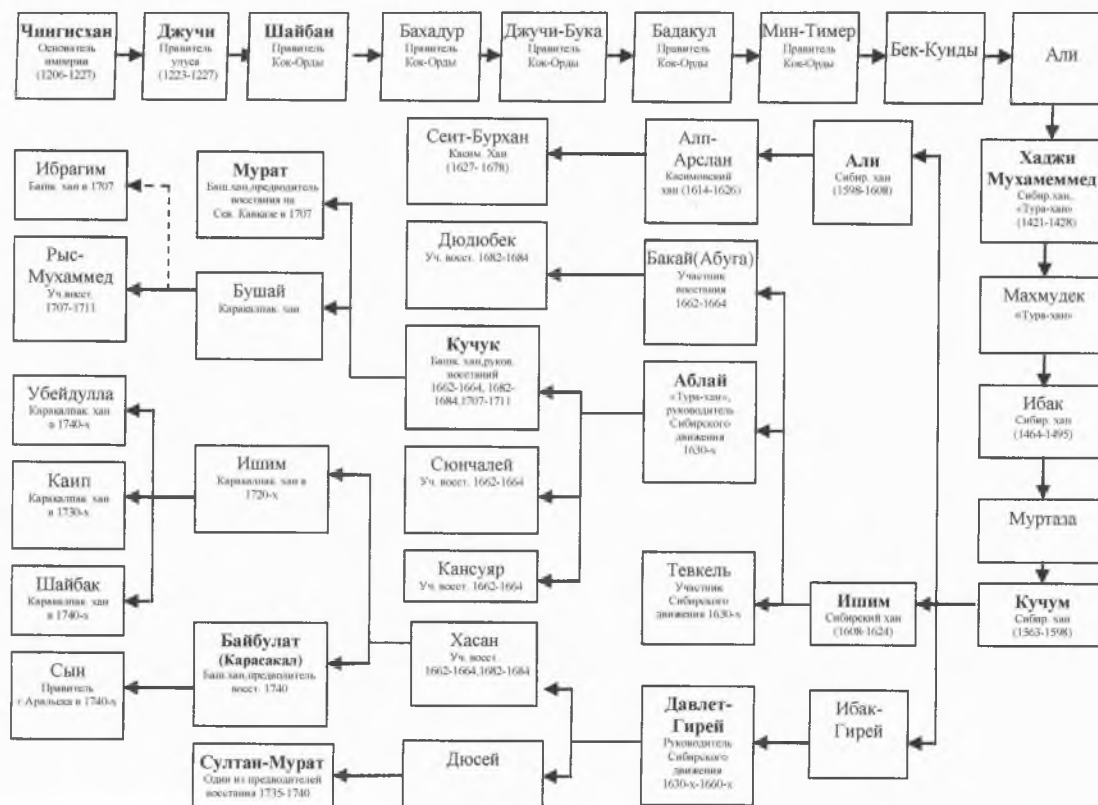 Чингисхан
Основатель
империи
(1206-1227)
Джучи
Правитель
улуса
(1223-1227)
Шайбан
Правитель
Кок-Орды
Бахадур
Правитель
Кок-Орды
Джучи-Бука
Правитель
Кок-Орды
Бадакул
Правитель
Кок-Орды
Мин-Тимер
Правитель
Кок-Орды
Бек-Кунды
Али
Ибрагим
Башк. хан в 1707
Мурат
Баш.хан,предводитель
восстания на
Сев. Кавказе в 1707
Сеит-Бурхан
Касим. Хан
(1627- 1678)
Алп-
Арслан
Касимовский
хан (1614-1626)
Али
Сибир. хан
(1598-1608)
Хаджи
Мухамеммед
Сибир.хан,
«Тура-хан»
(1421-1428)
Рыс-
Мухаммед
Уч.восст.
1707-1711
Бушай
Каракалпак. хан
Дюдюбек
Уч. восст. 1682-1684
Бакай(Абуга)
Участник
восстания
1662-1664
Махмудек
«Тура-хан»
Кучук
Башк. хан,руков.
восстаний
1662-1664, 1682-
1684,1707-1711
Аблай
«Тура-хан»,
руководитель
Сибирского
движения
1630-х
Ибак
Сибир. хан
(1464-1495)
Убейдулла
Каракалпак. хан
в 1740-х
Каип
Каракалпак. хан
в 1730-х
Ишим
Каракалпак. хан в
1720-х
Сюнчалей
Уч. восст. 1662-1664
Муртаза
Шайбак
Каракалпак. хан
в 1740-х
Кансуяр
Уч. восст. 1662-1664
Тевкель
Участник
Сибирского
движения 1630-х
Ишим
Сибирский хан
(1608-1624)
Кучум
Сибир. хан
(1563-1598)
Сын
Правитель
г.Аральска в 1740-х
Байбулат
(Карасакал)
Баш.хан,предводитель
восст. 1740
Хасан
Уч. восст.
1662-1664,1682-1684
Давлет-
Гирей
Руководитель
Сибирского
движения
1630-х-1660-х
Ибак-
Гирей
Султан-Мурат
Один из предводителей
восстания 1735-1740
Дюсей